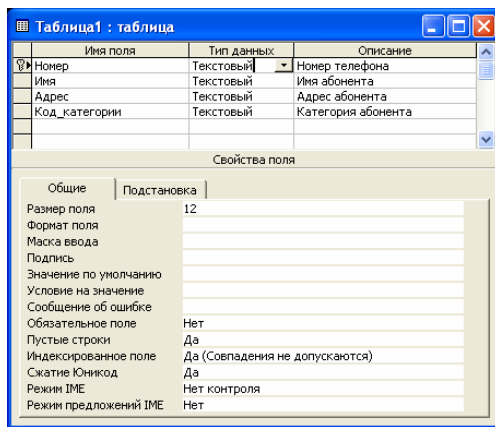 Таблица1 : таблица
Имя поля Тип данных Описание
Номер Текстовый Номер телефона
Имя Текстовый Имя абонента
Адрес Текстовый Адрес абонента
Код_категории Текстовый Категория абонента
Свойства поля
Общие Подстановка
Размер поля 12
Формат поля
Маска ввода
Подпись
Значение по умолчанию
Условие на значение
Сообщение об ошибке
Обязательное поле Нет
Пустые строки Да
Индексированное поле Да (Совпадения не допускаются)
Сжатие Юникод Да
Режим IME Нет контроля
Режим предложений IME Нет